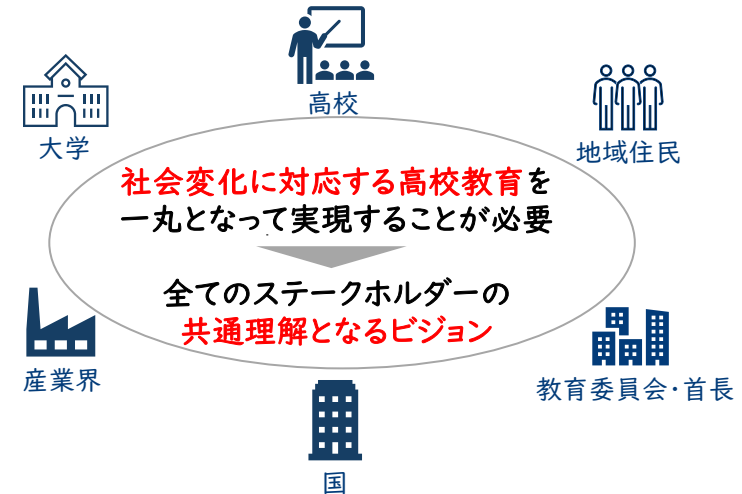 高校
大学
地域住民
社会変化に対応する高校教育を
一丸となって実現することが必要
全てのステークホルダーの
共通理解となるビジョン
産業界
教育委員会・首長
国